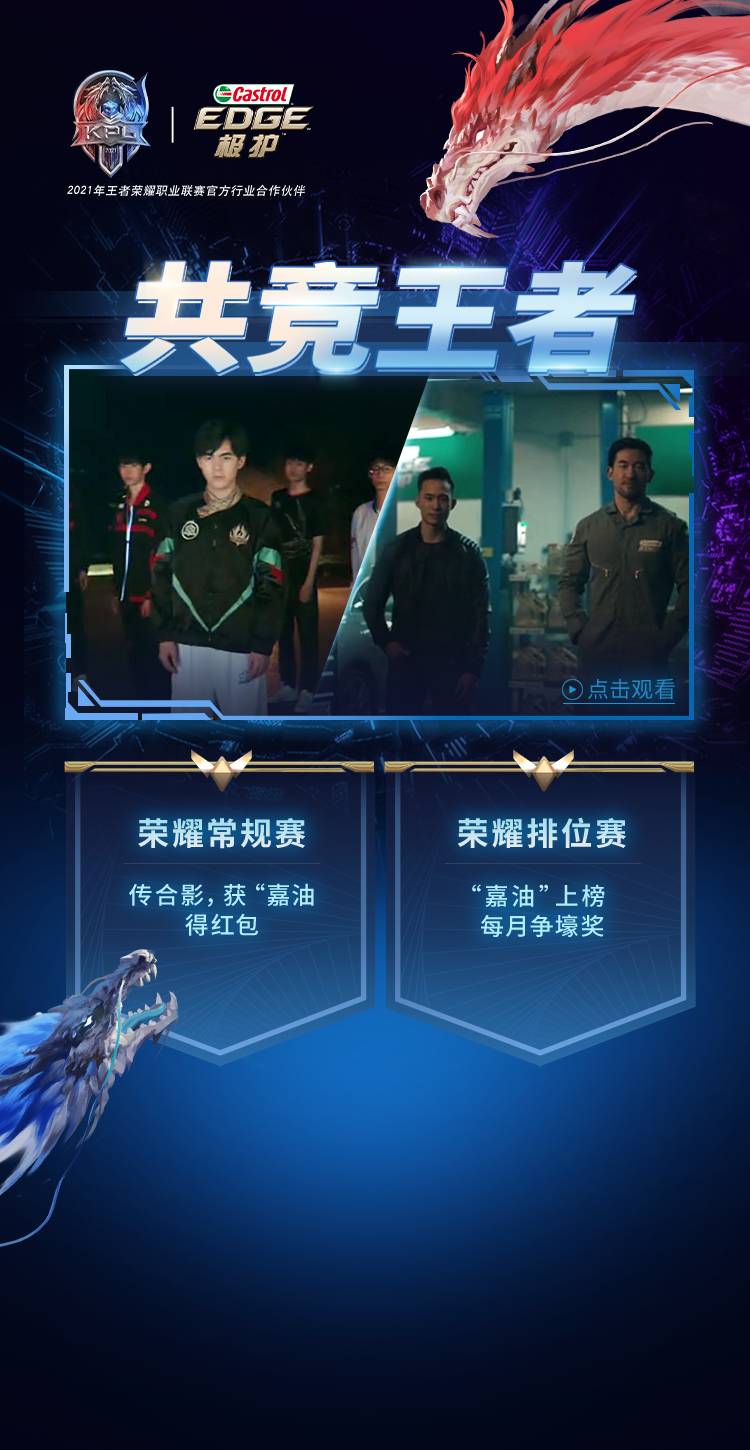 KPL
2021
Castrol
EDGE
极护
2021年王者荣耀职业联赛官方行业合作伙伴
共竞王者
点击观看
荣耀常规赛
传合影，获“嘉油
得红包
荣耀排位赛
“嘉油”上榜
每月争壕奖